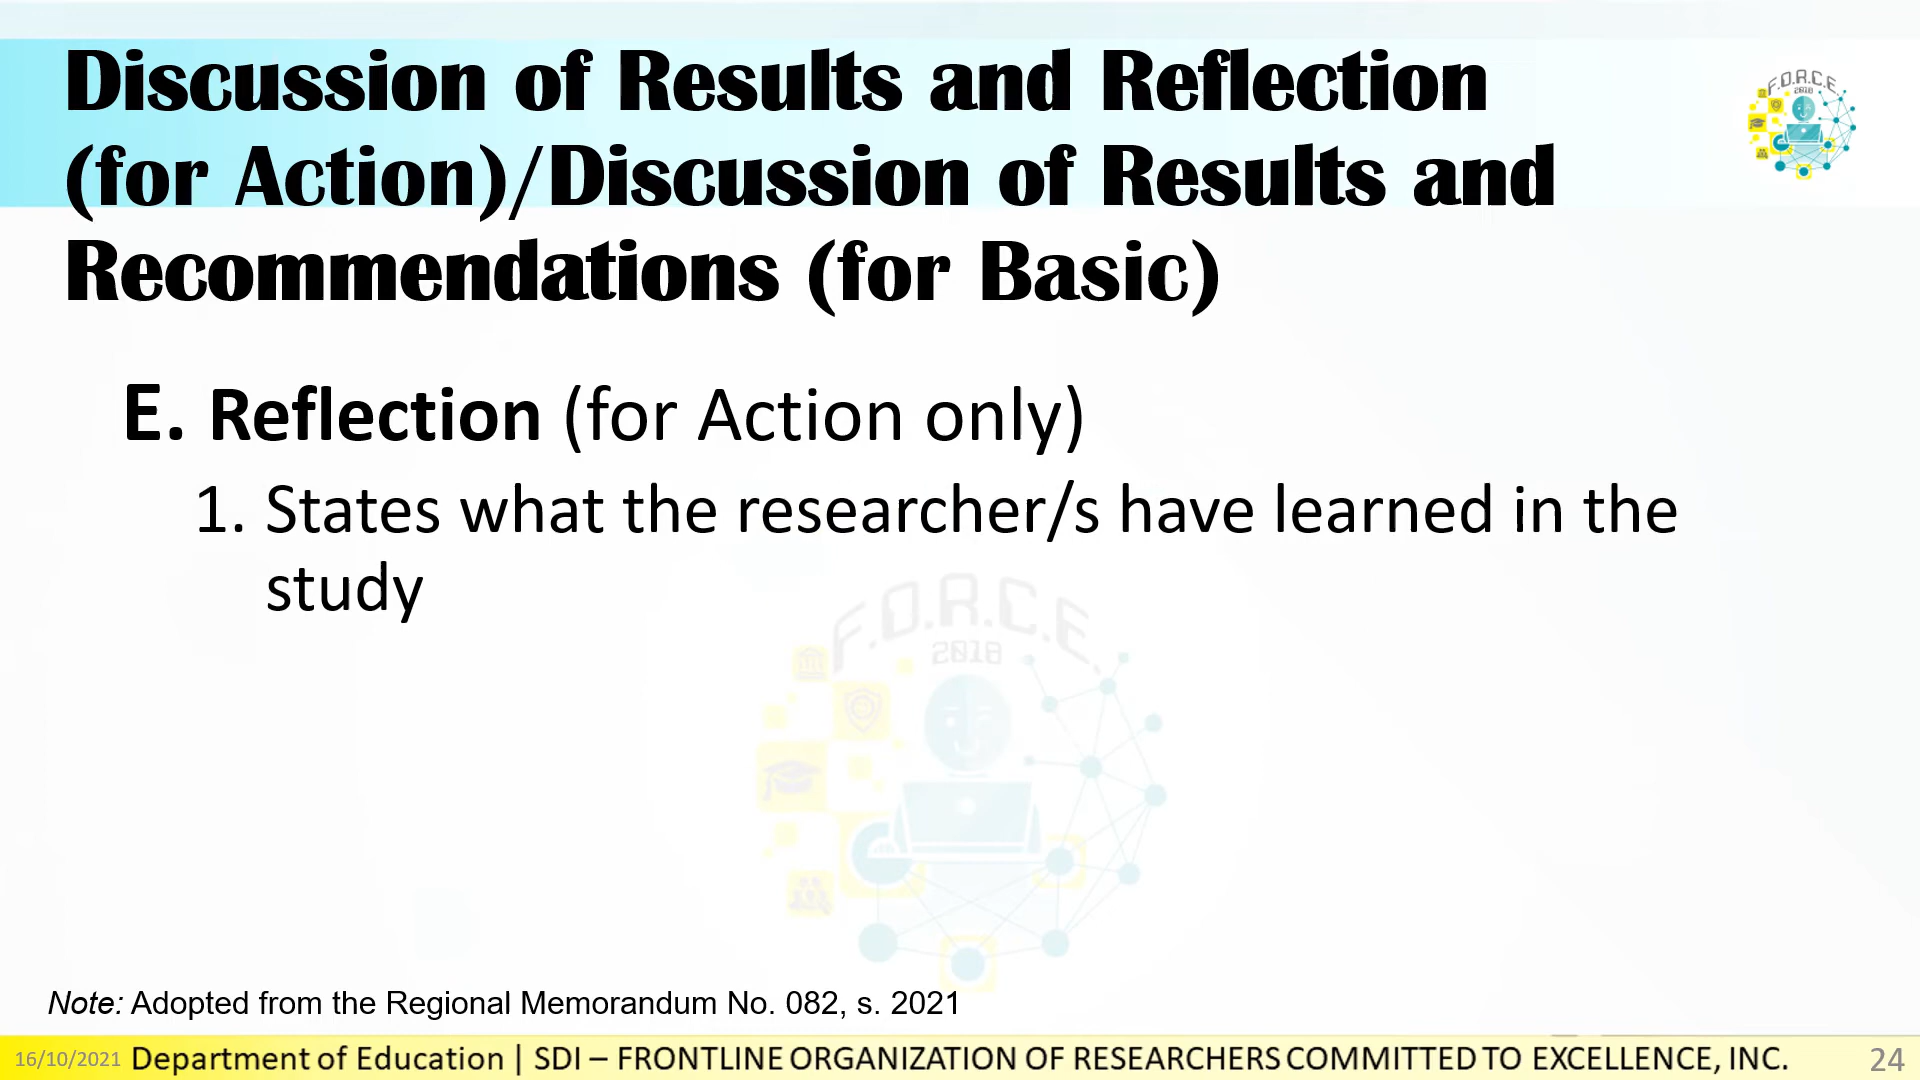 Discussion of Results and Reflection
(for Action)/Discussion of Results and
Recommendations (for Basic)
F.O.R.C.E.
2018
E. Reflection (for Action only)
1. States what the researcher/s have learned in the
study
F.O.R.C.E.
2018
Note: Adopted from the Regional Memorandum No. 082, s. 2021
16/10/2021 Department of Education | SDI – FRONTLINE ORGANIZATION OF RESEARCHERS COMMITTED TO EXCELLENCE, INC. 24